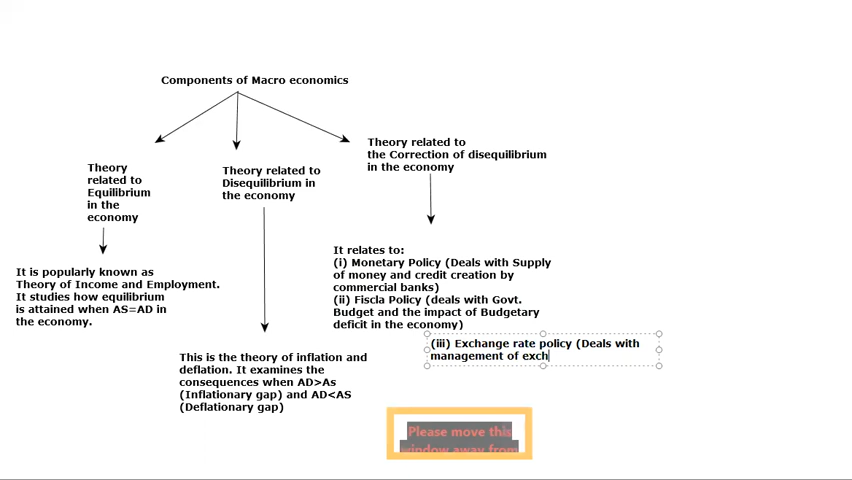 Components of Macro economics
Theory related to
the Correction of disequilibrium
in the economy
Theory
related to
Equilibrium
in the
economy
Theory related to
Disequilibrium in
the economy
It relates to:
(i) Monetary Policy (Deals with Supply
of money and credit creation by
commercial banks)
(ii) Fiscla Policy (deals with Govt.
Budget and the impact of Budgetary
deficit in the economy)
It is popularly known as
Theory of Income and Employment.
It studies how equilibrium
is attained when AS=AD in
the economy.
(iii) Exchange rate policy (Deals with
management of exch
This is the theory of inflation and
deflation. It examines the
consequences when AD>As
(Inflationary gap) and AD<AS
(Deflationary gap)
Please move this
window away from